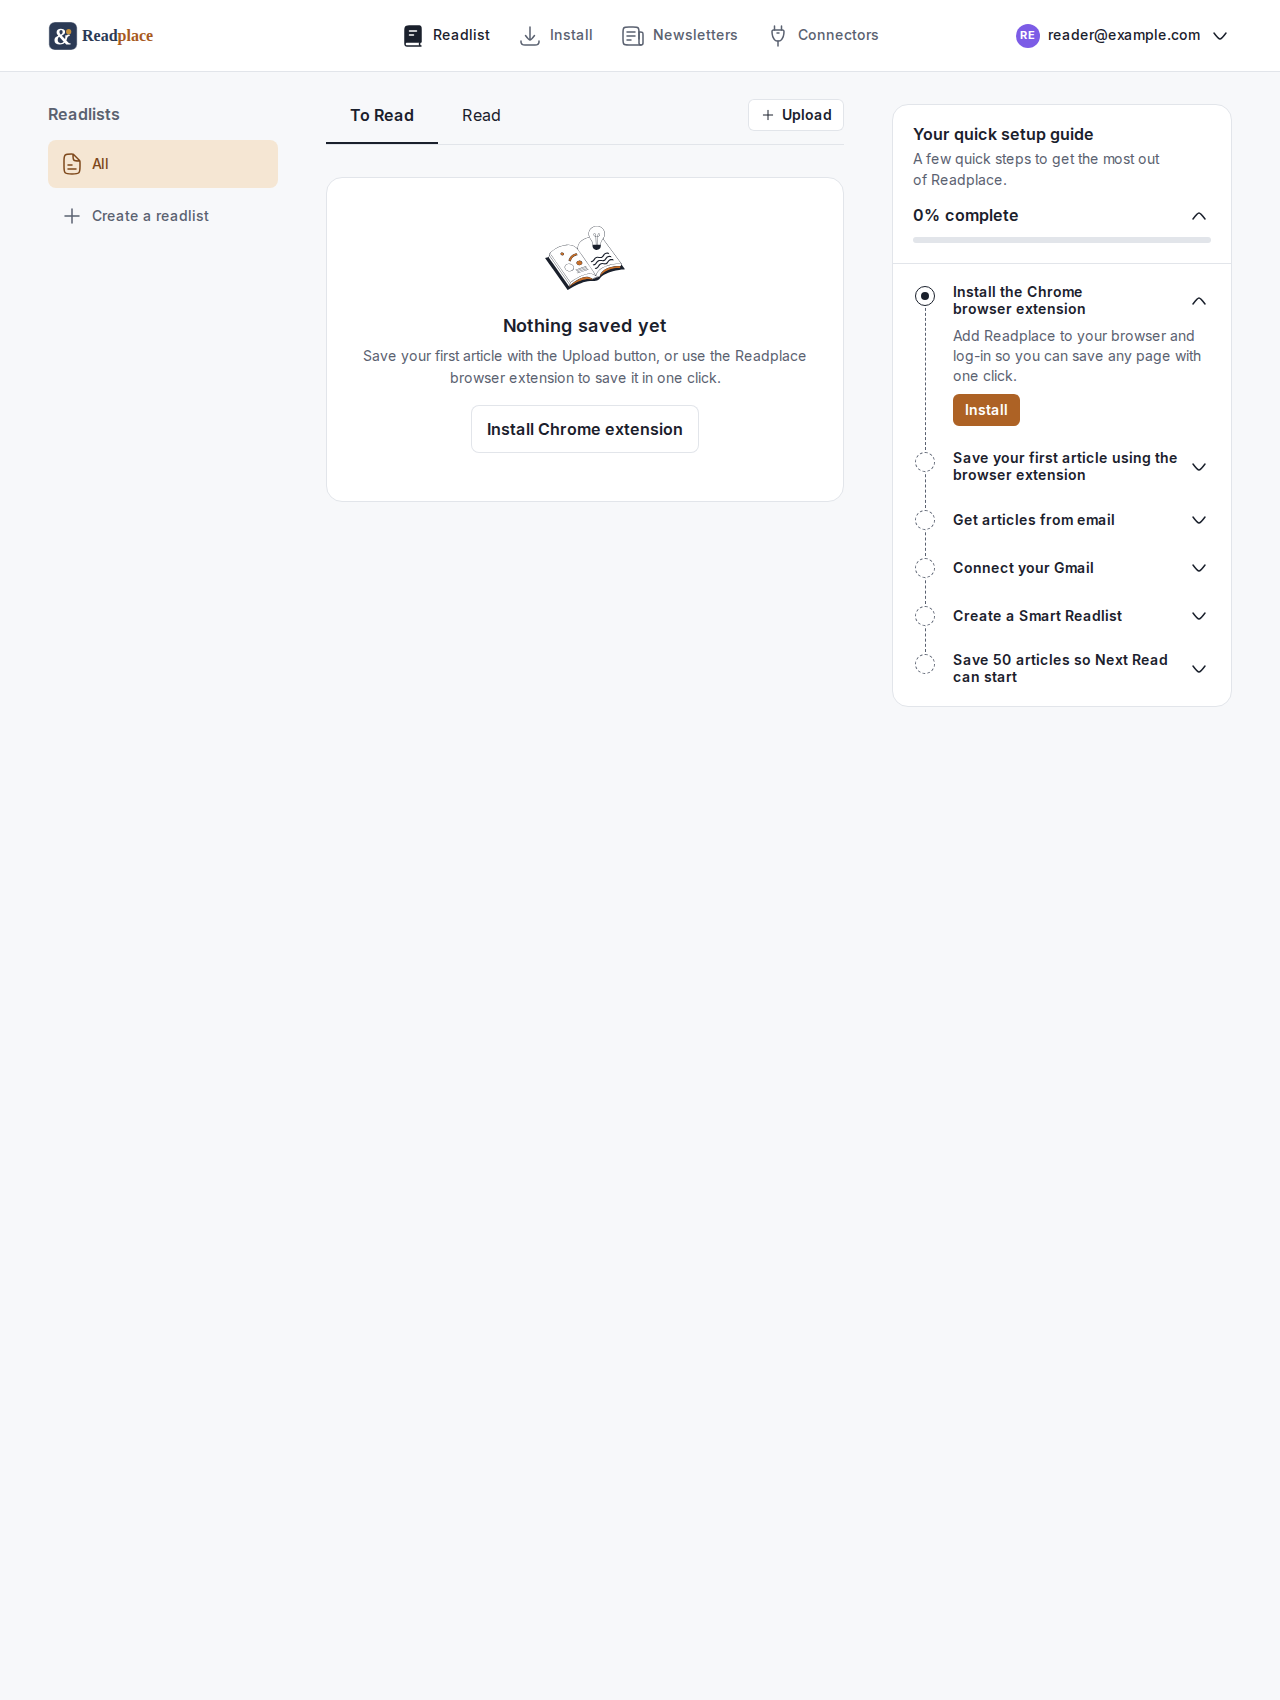 & Readplace
Readlist
Install
Newsletters
Connectors
RE reader@example.com
Readlists
All
Create a readlist
To Read
Read
+ Upload
Nothing saved yet
Save your first article with the Upload button, or use the Readplace
browser extension to save it in one click.
Install Chrome extension
Your quick setup guide
A few quick steps to get the most out
of Readplace.
0% complete
Install the Chrome
browser extension
Add Readplace to your browser and
log-in so you can save any page with
one click.
Install
Save your first article using the
browser extension
Get articles from email
Connect your Gmail
Create a Smart Readlist
Save 50 articles so Next Read
can start